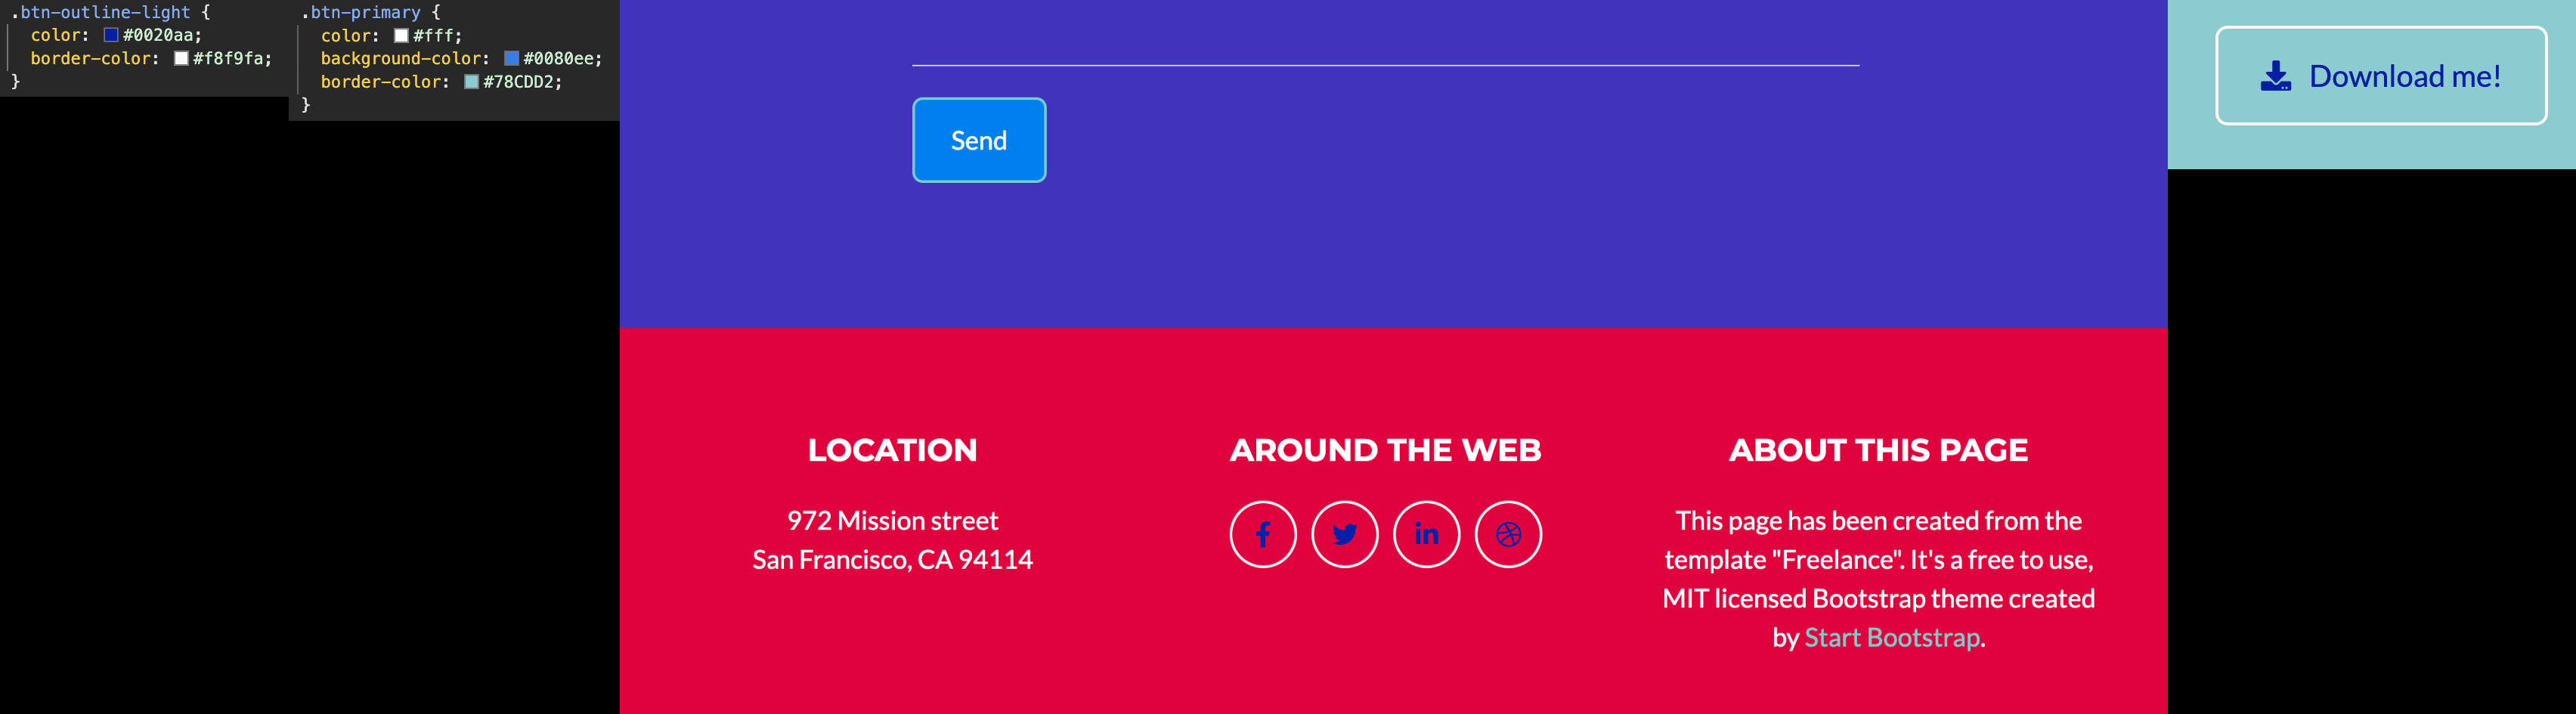 .btn-outline-light {
color: #0020aa;
border-color: #f8f9fa;
}
.btn-primary {
color: #fff;
background-color: #0080ee;
border-color: #78CDD2;
}
Send
LOCATION
972 Mission street
San Francisco, CA 94114
AROUND THE WEB
ABOUT THIS PAGE
This page has been created from the
template "Freelance". It's a free to use,
MIT licensed Bootstrap theme created
by Start Bootstrap.
Download me!